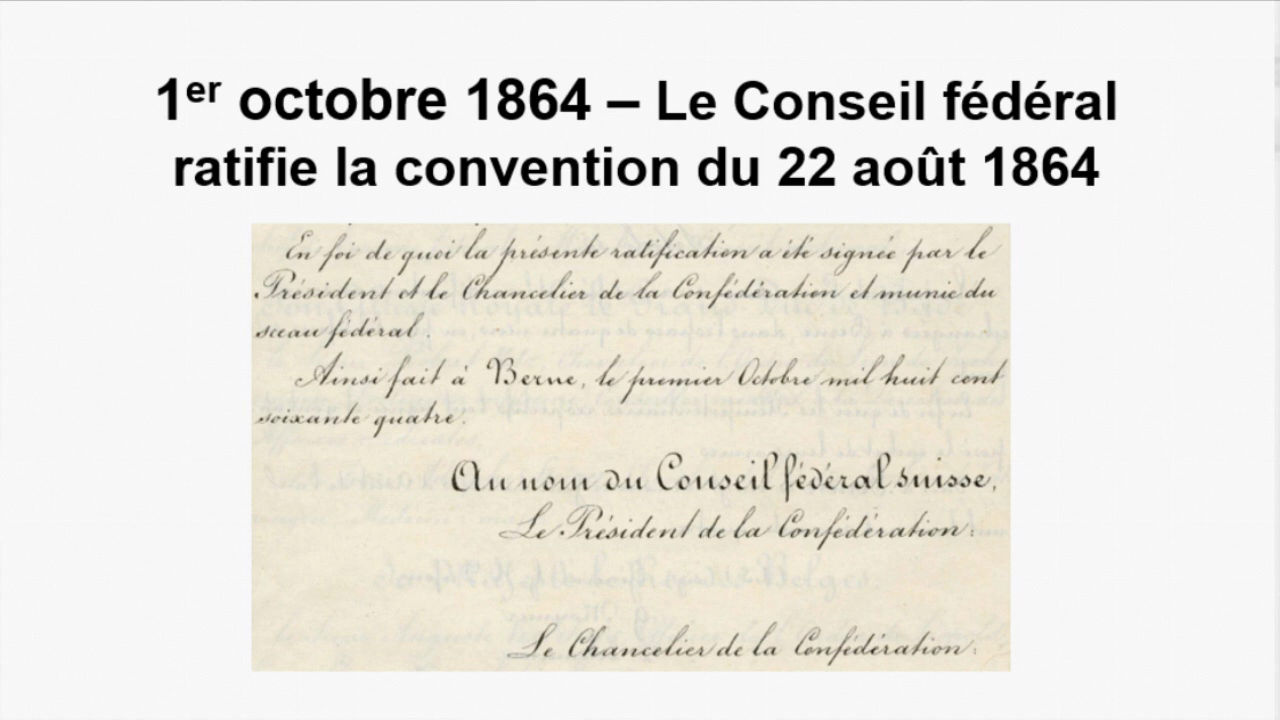 1er octobre 1864 – Le Conseil fédéral
ratifie la convention du 22 août 1864
En foi de quoi la présente ratification a été signée par le
Président et le Chancelier de la Confédération et munie du
sceau fédéral.
Ainsi fait à Berne, le premier Octobre mil huit cent
soixante quatre.
Au nom du Conseil fédéral suisse,
Le Président de la Confédération:
Le Chancelier de la Confédération: